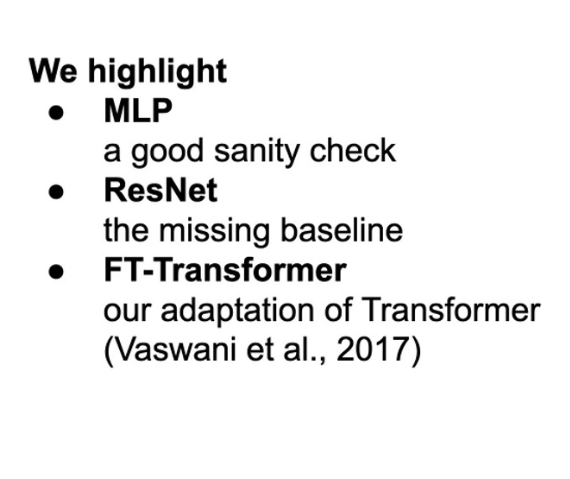 We highlight
● MLP
a good sanity check
● ResNet
the missing baseline
● FT-Transformer
our adaptation of Transformer
(Vaswani et al., 2017)